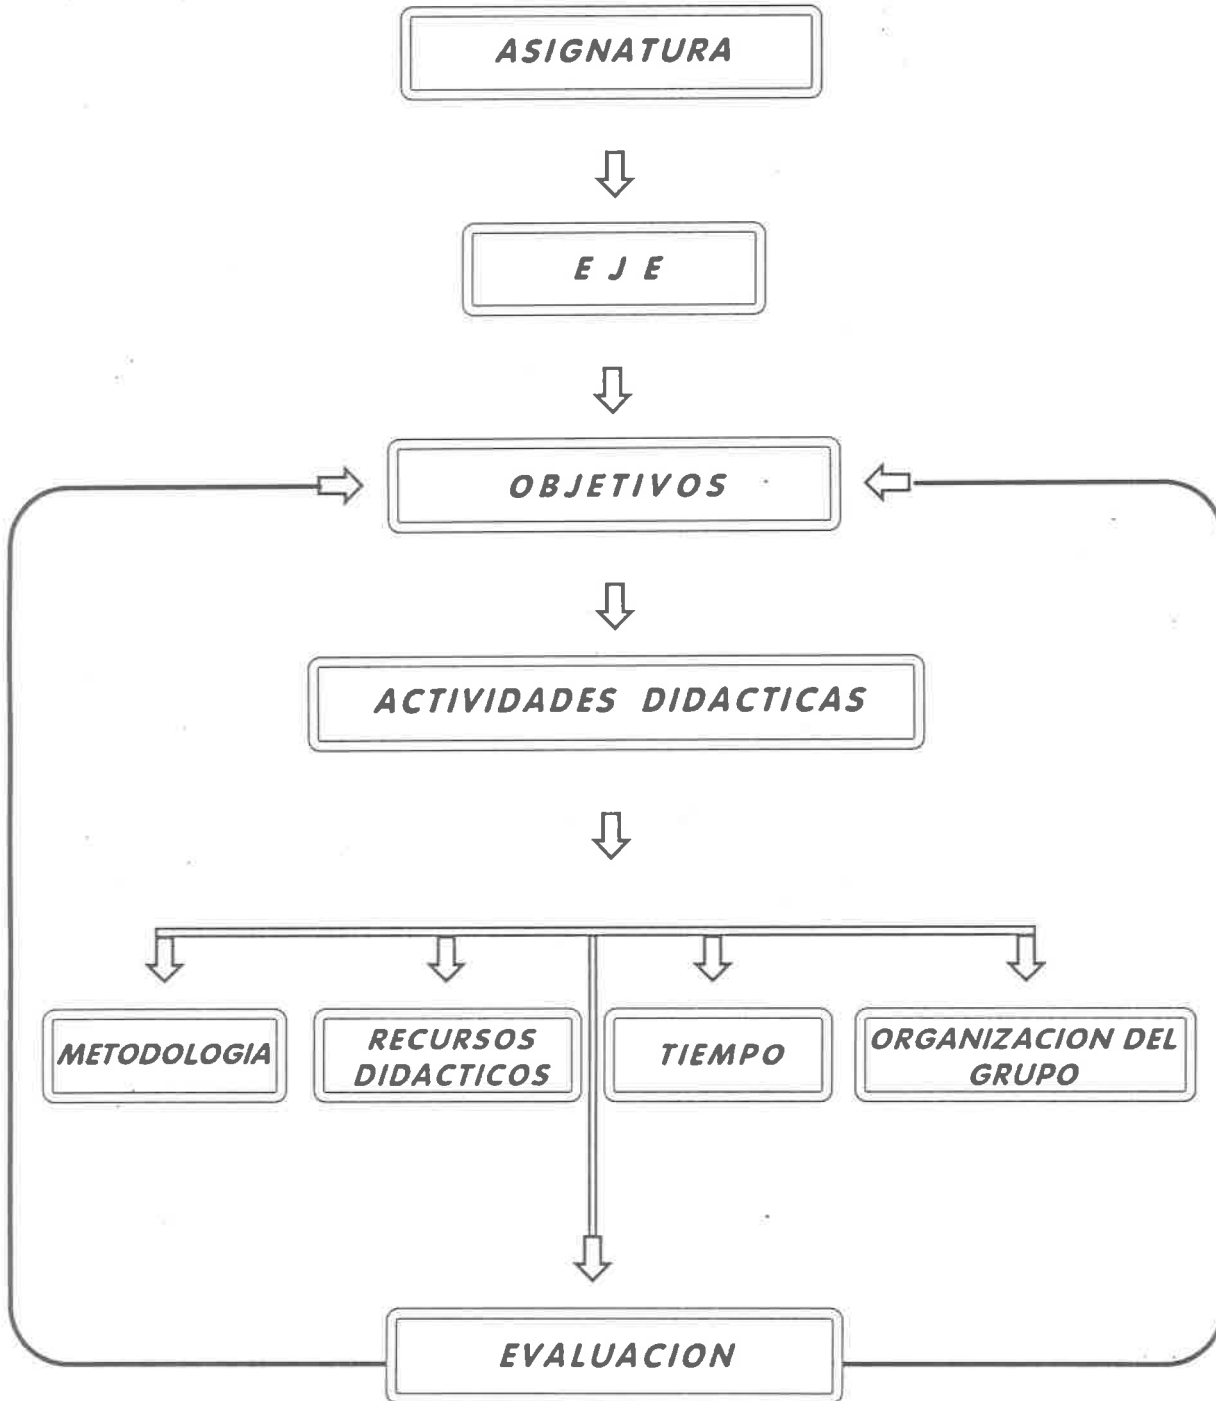 ASIGNATURA
E J E
OBJETIVOS
ACTIVIDADES DIDACTICAS
METODOLOGIA
RECURSOS
DIDACTICOS
TIEMPO
ORGANIZACION DEL
GRUPO
EVALUACION